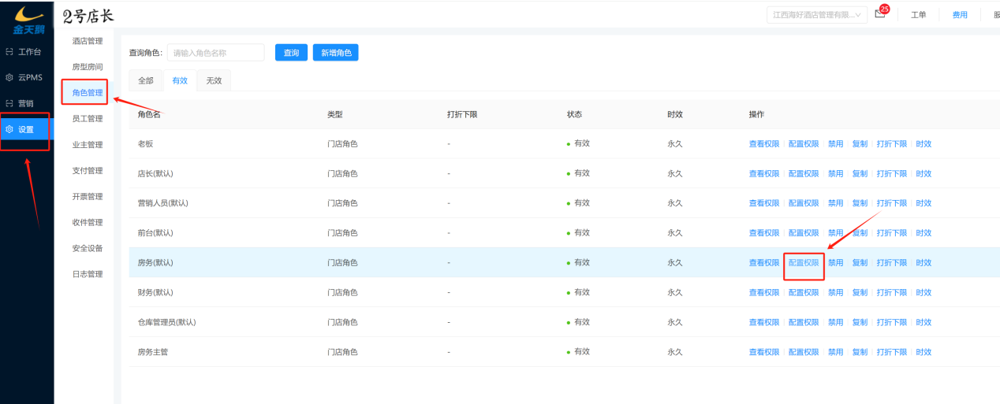 金天鹅
2号店长
江西海好酒店管理有限...
25
工单
费用
工作台
云PMS
营销
设置
酒店管理
房型房间
角色管理
员工管理
业主管理
支付管理
开票管理
收件管理
安全设备
日志管理
查询角色: 请输入角色名称 查询 新增角色
全部 有效 无效
角色名 类型 打折下限 状态 时效 操作
老板 门店角色 - 有效 永久 查看权限 配置权限 禁用 复制 打折下限 时效
店长(默认) 门店角色 - 有效 永久 查看权限 配置权限 禁用 复制 打折下限 时效
营销人员(默认) 门店角色 - 有效 永久 查看权限 配置权限 禁用 复制 打折下限 时效
前台(默认) 门店角色 - 有效 永久 查看权限 配置权限 禁用 复制 打折下限 时效
房务(默认) 门店角色 - 有效 永久 查看权限 配置权限 禁用 复制 打折下限 时效
财务(默认) 门店角色 - 有效 永久 查看权限 配置权限 禁用 复制 打折下限 时效
仓库管理员(默认) 门店角色 - 有效 永久 查看权限 配置权限 禁用 复制 打折下限 时效
房务主管 门店角色 - 有效 永久 查看权限 配置权限 禁用 复制 打折下限 时效